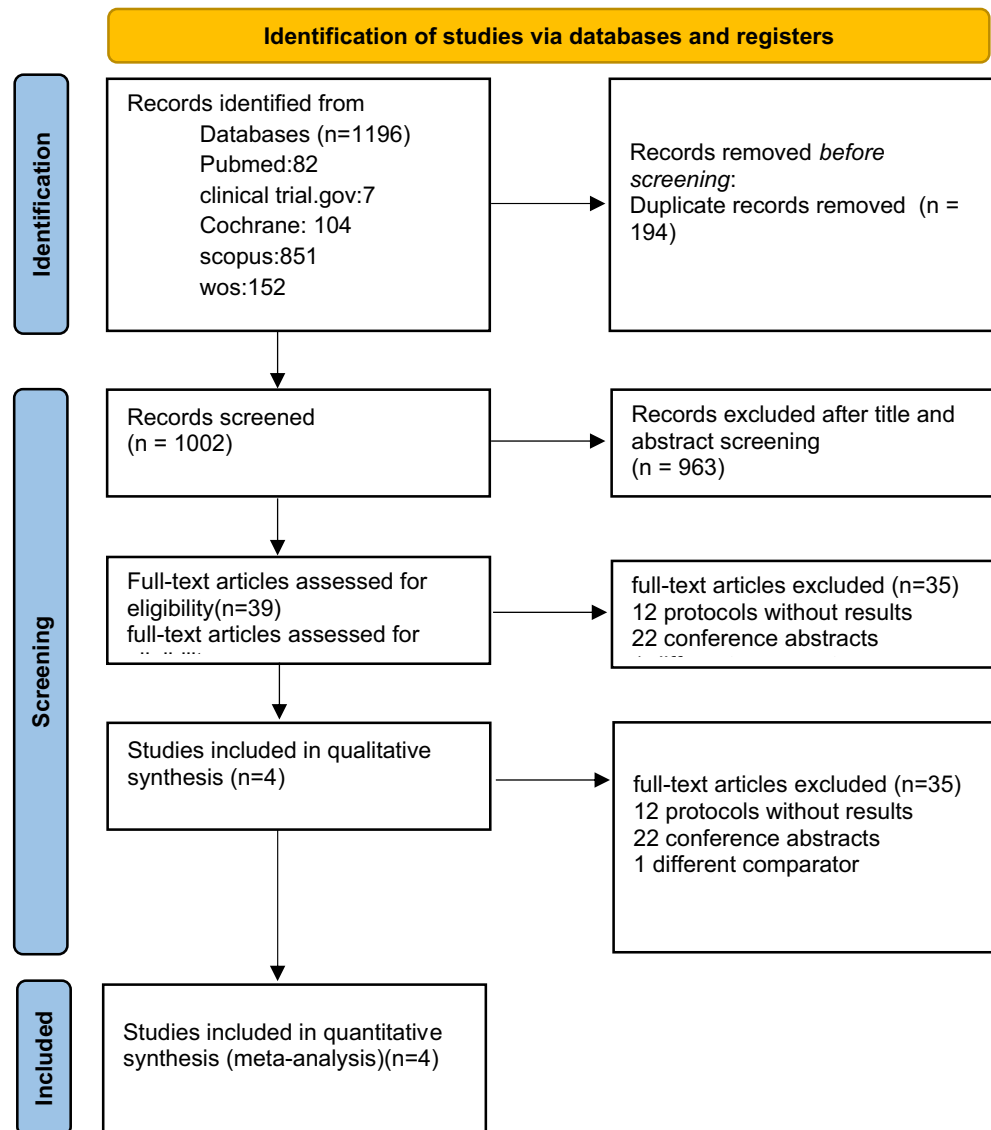 Identification of studies via databases and registers
Identification
Records identified from
Databases (n=1196)
Pubmed:82
clinical trial.gov:7
Cochrane: 104
scopus:851
wos:152
Records removed before
screening:
Duplicate records removed (n =
194)
Screening
Records screened
(n = 1002)
Records excluded after title and
abstract screening
(n = 963)
Full-text articles assessed for
eligibility(n=39)
full-text articles assessed for
full-text articles excluded (n=35)
12 protocols without results
22 conference abstracts
Studies included in qualitative
synthesis (n=4)
full-text articles excluded (n=35)
12 protocols without results
22 conference abstracts
1 different comparator
Included
Studies included in quantitative
synthesis (meta-analysis)(n=4)